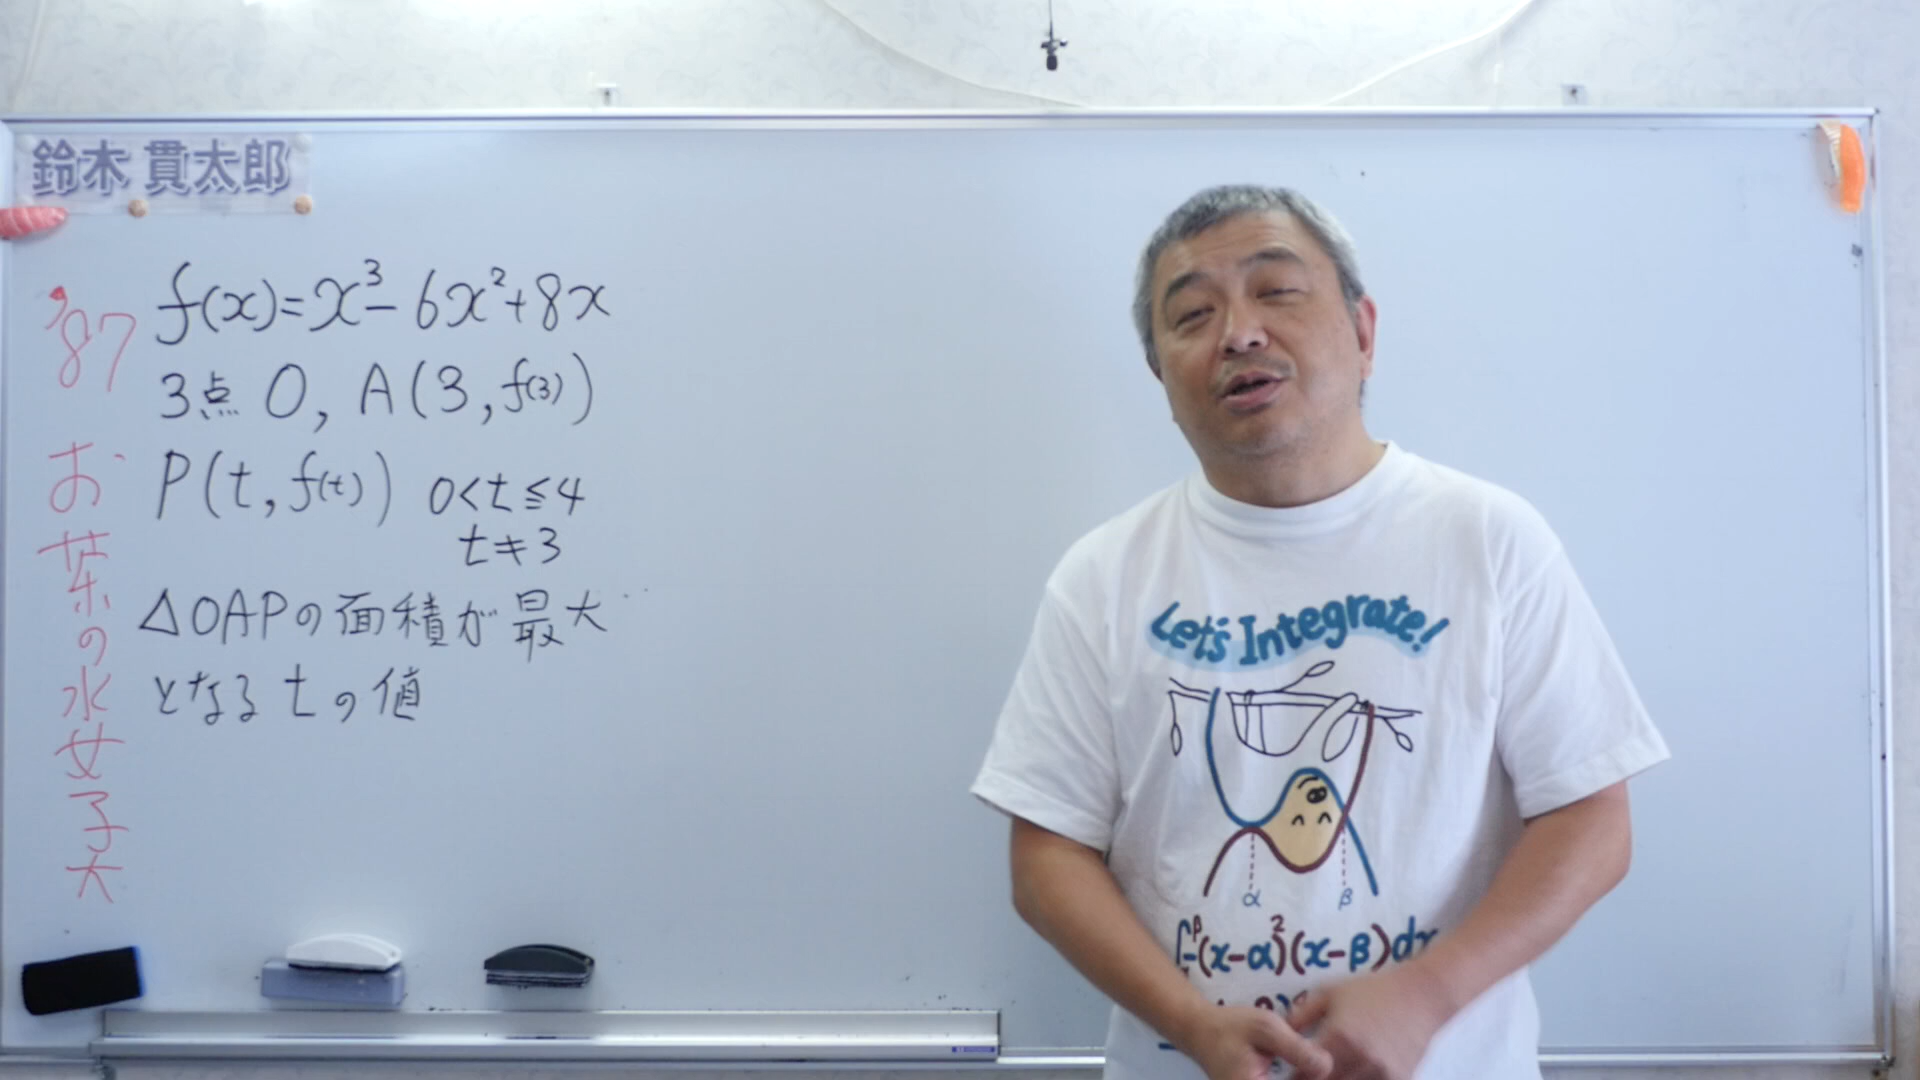 鈴木 貫太郎
'87 お茶の水女子大
f(x)=x³-6x²+8x
3点 O, A(3, f(3))
P(t, f(t)) 0<t≦4
t≠3
△OAPの面積が最大
となるtの値
Let's Integrate!
α β
(x-α)²(x-β)dx